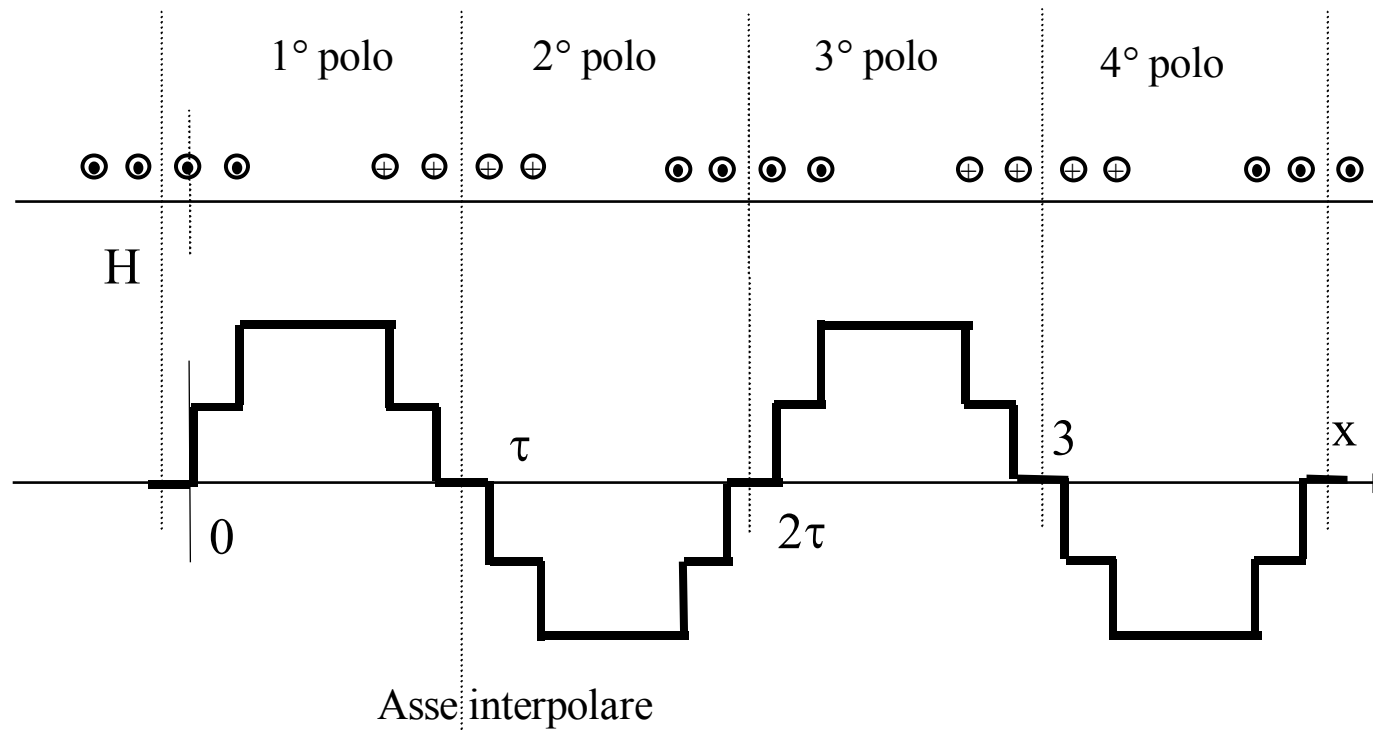 1° polo 2° polo 3° polo 4° polo
H
τ 3 x
0 2τ
Asse interpolare